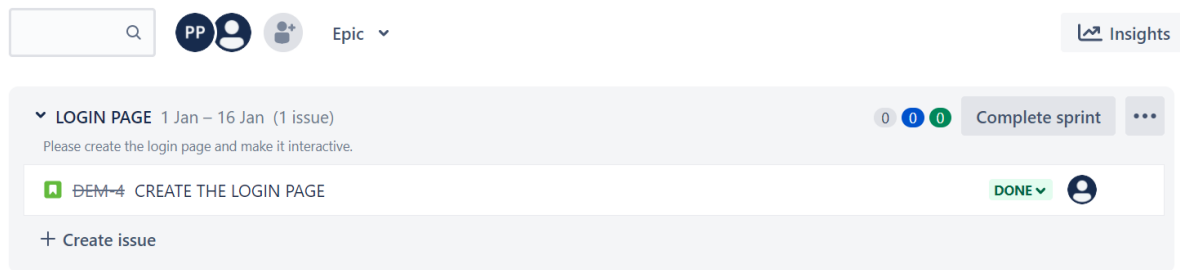 PP
Epic
Insights
LOGIN PAGE 1 Jan – 16 Jan (1 issue)
0 0 0 Complete sprint
Please create the login page and make it interactive.
DEM-4 CREATE THE LOGIN PAGE
DONE
+ Create issue